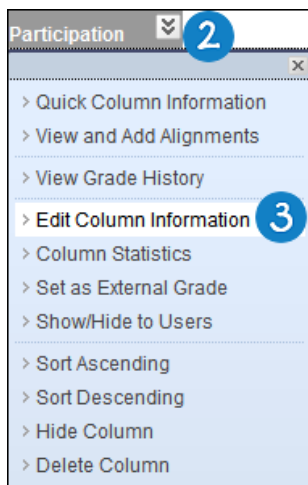 Participation 2
> Quick Column Information
> View and Add Alignments
> View Grade History
> Edit Column Information 3
> Column Statistics
> Set as External Grade
> Show/Hide to Users
> Sort Ascending
> Sort Descending
> Hide Column
> Delete Column